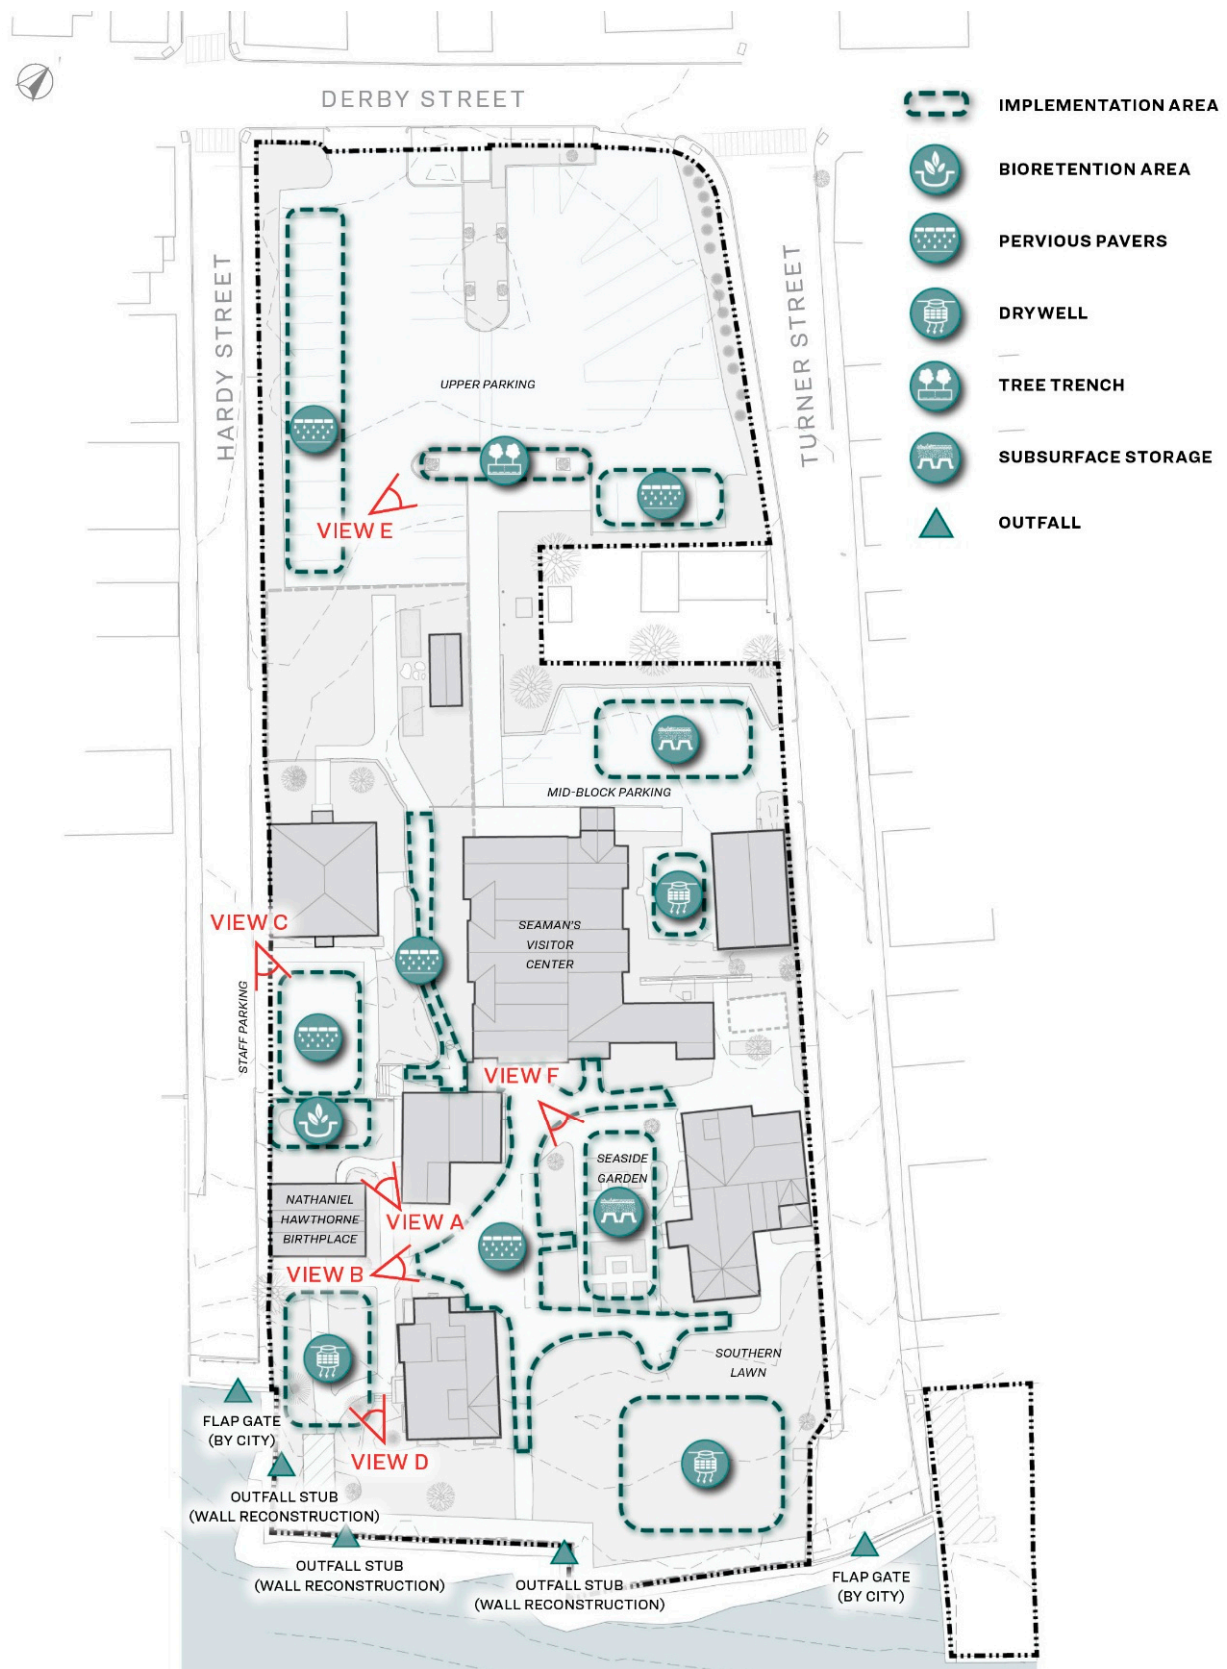 DERBY STREET
HARDY STREET
TURNER STREET
IMPLEMENTATION AREA
BIORETENTION AREA
PERVIOUS PAVERS
DRYWELL
TREE TRENCH
SUBSURFACE STORAGE
OUTFALL
UPPER PARKING
VIEW E
MID-BLOCK PARKING
SEAMAN'S
VISITOR
CENTER
VIEW C
STAFF PARKING
VIEW F
SEASIDE
GARDEN
NATHANIEL
HAWTHORNE
BIRTHPLACE
VIEW A
VIEW B
SOUTHERN
LAWN
VIEW D
FLAP GATE
(BY CITY)
OUTFALL STUB
(WALL RECONSTRUCTION)
OUTFALL STUB
(WALL RECONSTRUCTION)
OUTFALL STUB
(WALL RECONSTRUCTION)
FLAP GATE
(BY CITY)